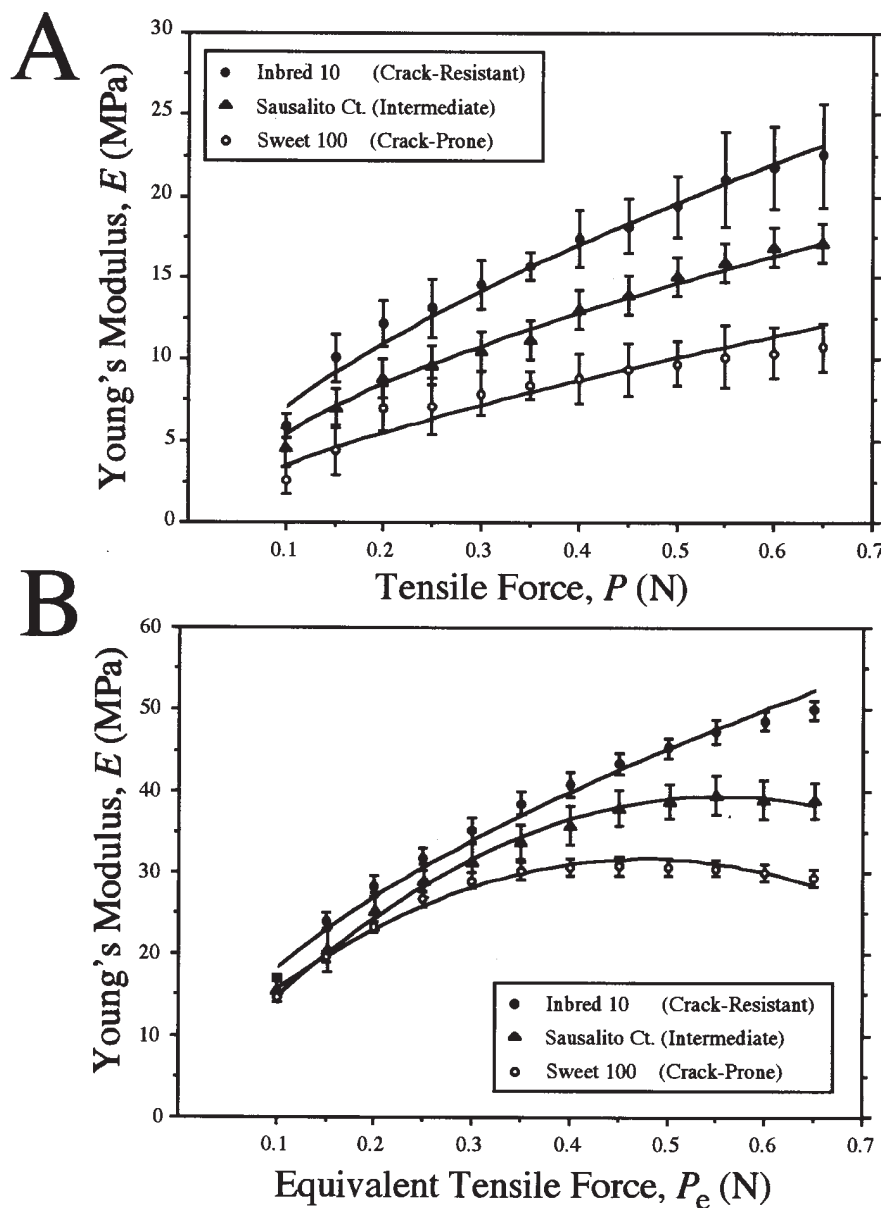 A
30
25
20
15
10
5
0
Young's Modulus, E (MPa)
Inbred 10 (Crack-Resistant)
Sausalito Ct. (Intermediate)
Sweet 100 (Crack-Prone)
0.1 0.2 0.3 0.4 0.5 0.6 0.7
Tensile Force, P (N)
B
60
50
40
30
20
10
0
Young's Modulus, E (MPa)
Inbred 10 (Crack-Resistant)
Sausalito Ct. (Intermediate)
Sweet 100 (Crack-Prone)
0.1 0.2 0.3 0.4 0.5 0.6 0.7
Equivalent Tensile Force, Pe (N)